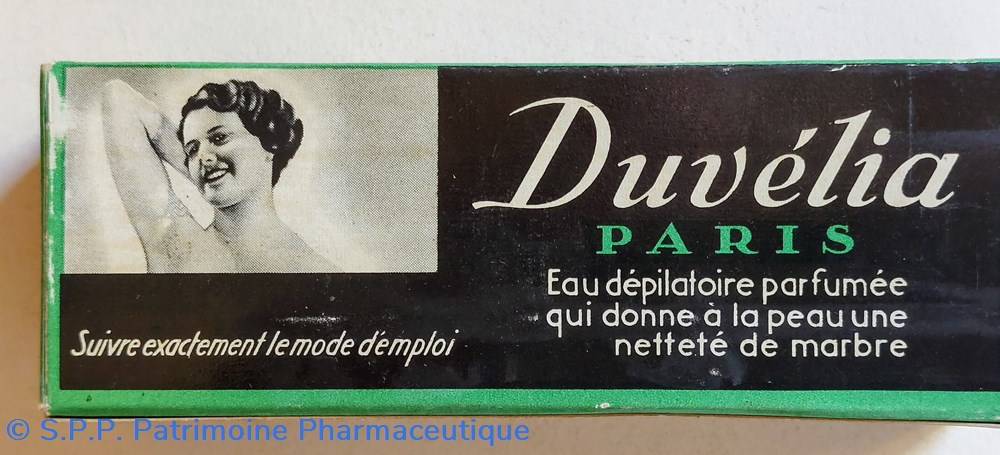 Duvélia
PARIS
Eau dépilatoire parfumée
qui donne à la peau une
netteté de marbre
Suivre exactement le mode d'emploi
© S.P.P. Patrimoine Pharmaceutique